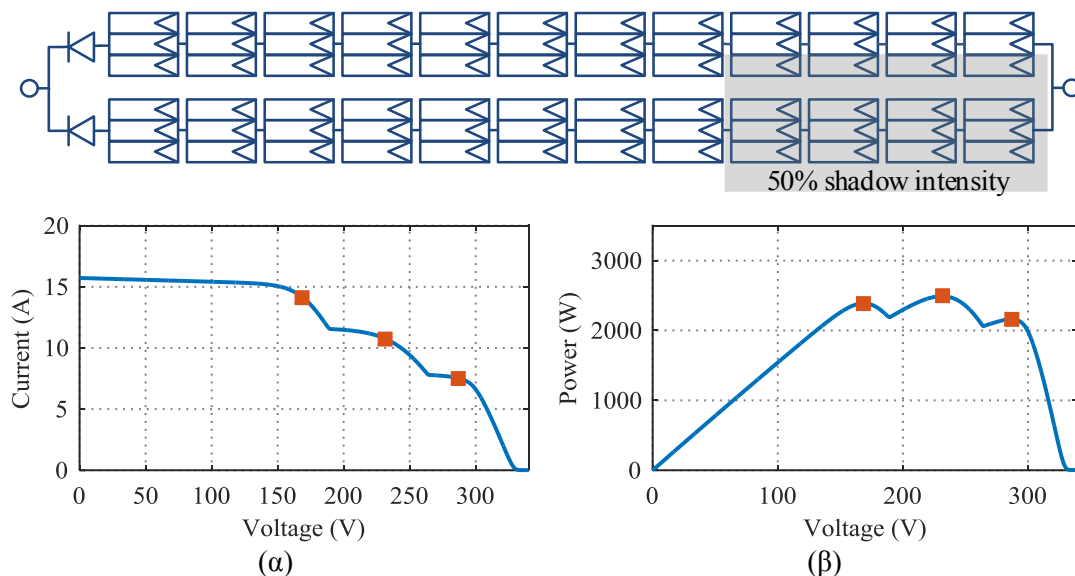 50% shadow intensity
20
15
10
5
0
Current (A)
0 50 100 150 200 250 300
Voltage (V)
(α)
3000
2000
1000
0
Power (W)
0 100 200 300
Voltage (V)
(β)